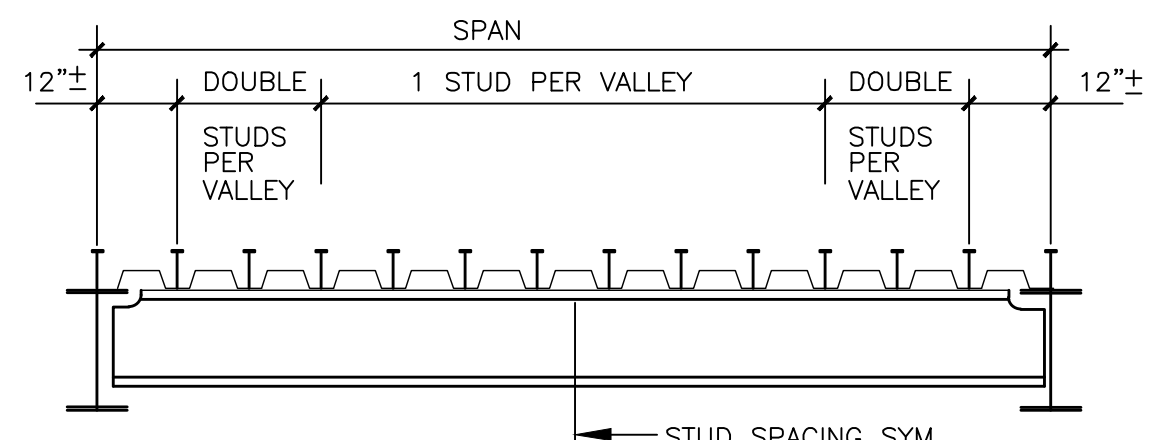 SPAN
12"± DOUBLE 1 STUD PER VALLEY DOUBLE 12"±
STUDS STUDS
PER PER
VALLEY VALLEY
STUD SPACING SYM